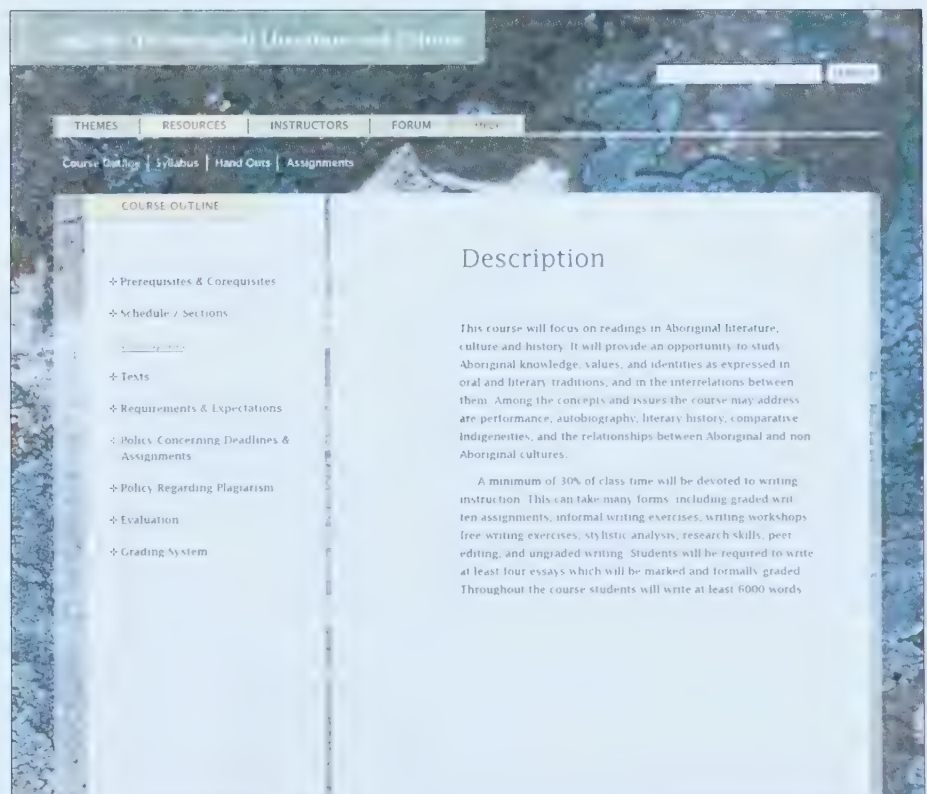 Literature and Culture
SEARCH
THEMES | RESOURCES | INSTRUCTORS | FORUM
Course Outline | Syllabus | Hand Outs | Assignments
COURSE OUTLINE
Prerequisites & Corequisites
Schedule / Sections
Texts
Requirements & Expectations
Policy Concerning Deadlines &
Assignments
Policy Regarding Plagiarism
Evaluation
Grading System
Description
This course will focus on readings in Aboriginal literature,
culture and history. It will provide an opportunity to study
Aboriginal knowledge, values, and identities as expressed in
oral and literary traditions, and in the interrelations between
them. Among the concepts and issues the course may address
are performance, autobiography, literary history, comparative
Indigeneities, and the relationships between Aboriginal and non
Aboriginal cultures.
A minimum of 30% of class time will be devoted to writing
instruction. This can take many forms including graded writ
ten assignments, informal writing exercises, writing workshops
free writing exercises, stylistic analysis, research skills, peer
editing, and ungraded writing. Students will be required to write
at least four essays which will be marked and formally graded
Throughout the course students will write at least 6000 words